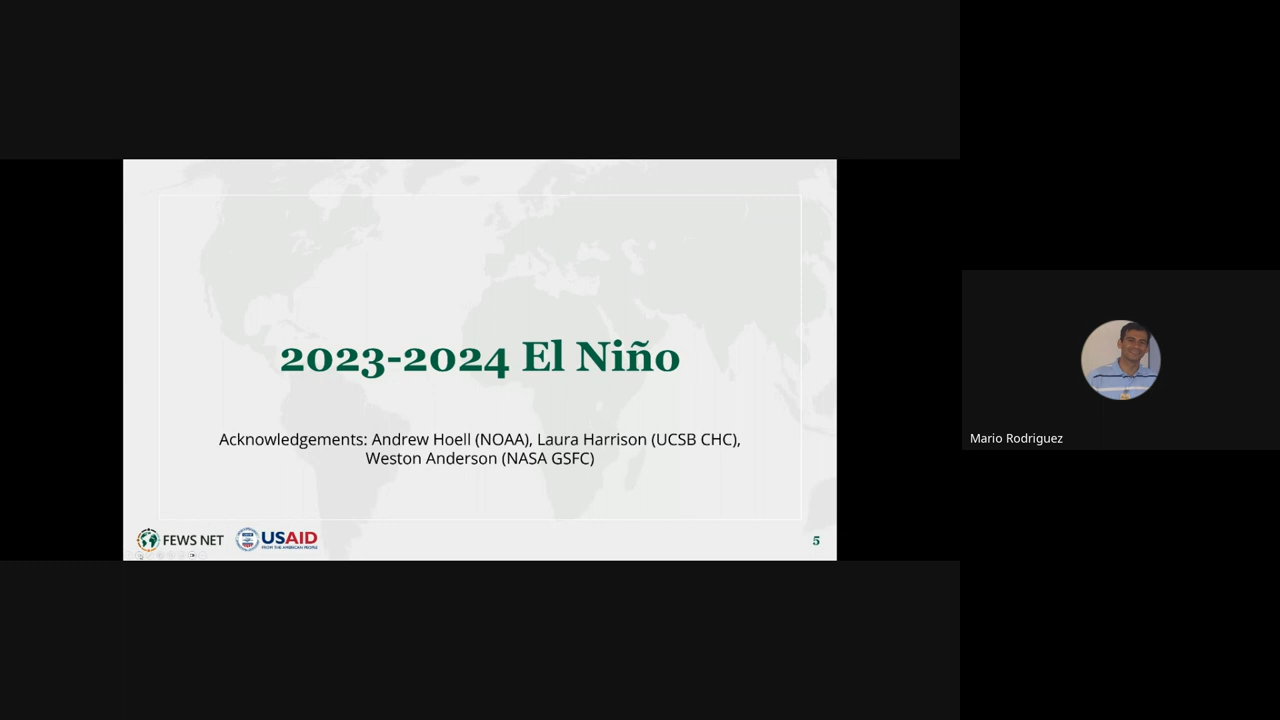 2023-2024 El Niño
Acknowledgements: Andrew Hoell (NOAA), Laura Harrison (UCSB CHC),
Weston Anderson (NASA GSFC)
FEWS NET
USAID
FROM THE AMERICAN PEOPLE
5
Mario Rodriguez